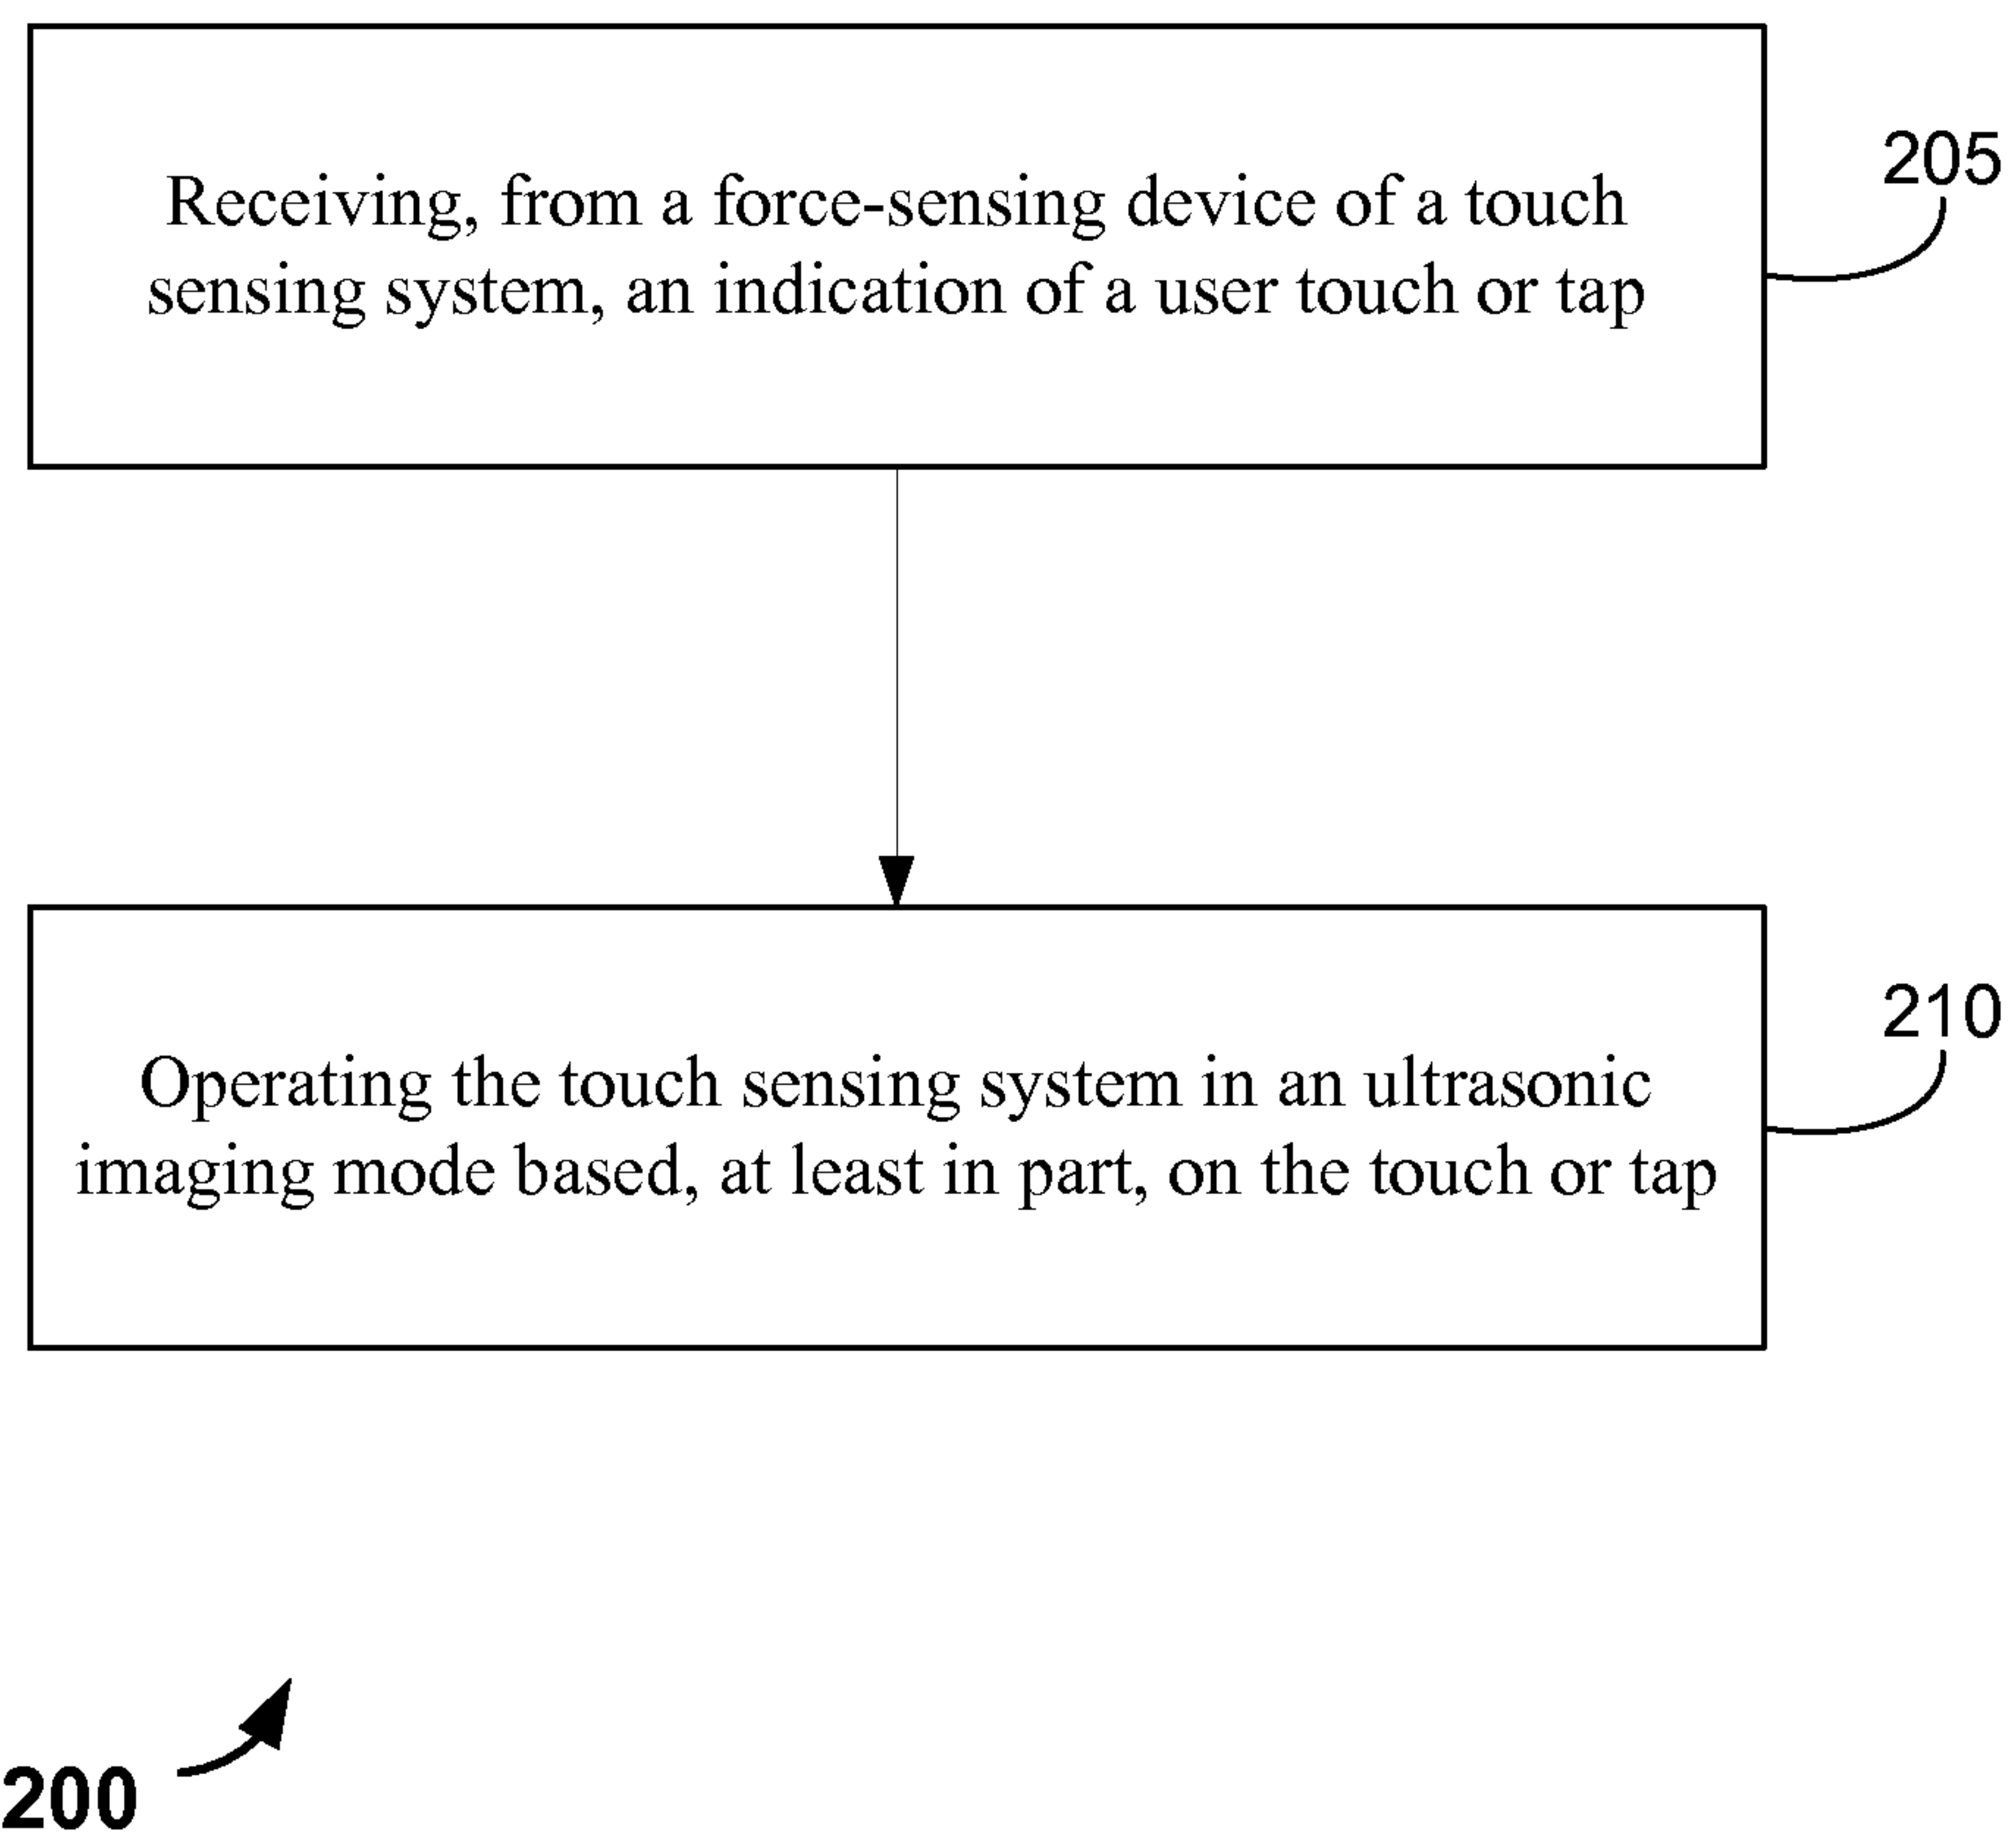 Receiving, from a force-sensing device of a touch
sensing system, an indication of a user touch or tap
205
Operating the touch sensing system in an ultrasonic
imaging mode based, at least in part, on the touch or tap
210
200